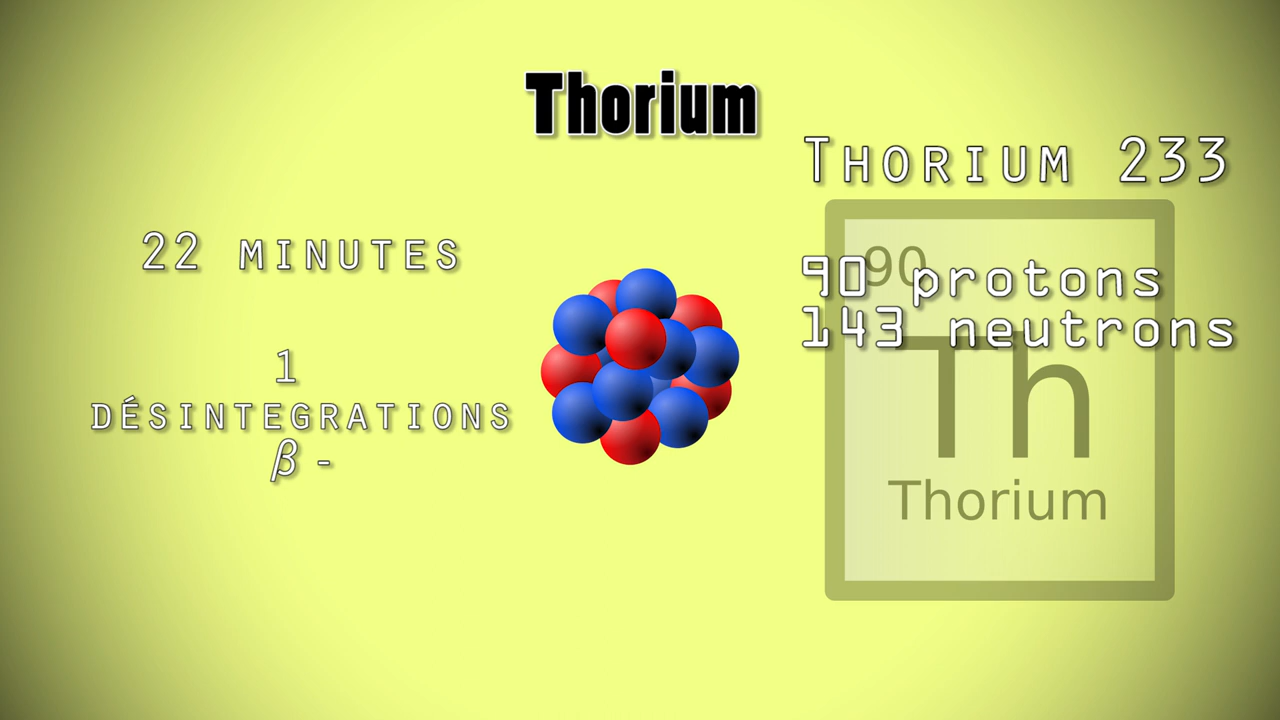 Thorium
THORIUM 233
22 MINUTES
1
DÉSINTEGRATIONS
β -
90 protons
143 neutrons
90
Th
Thorium